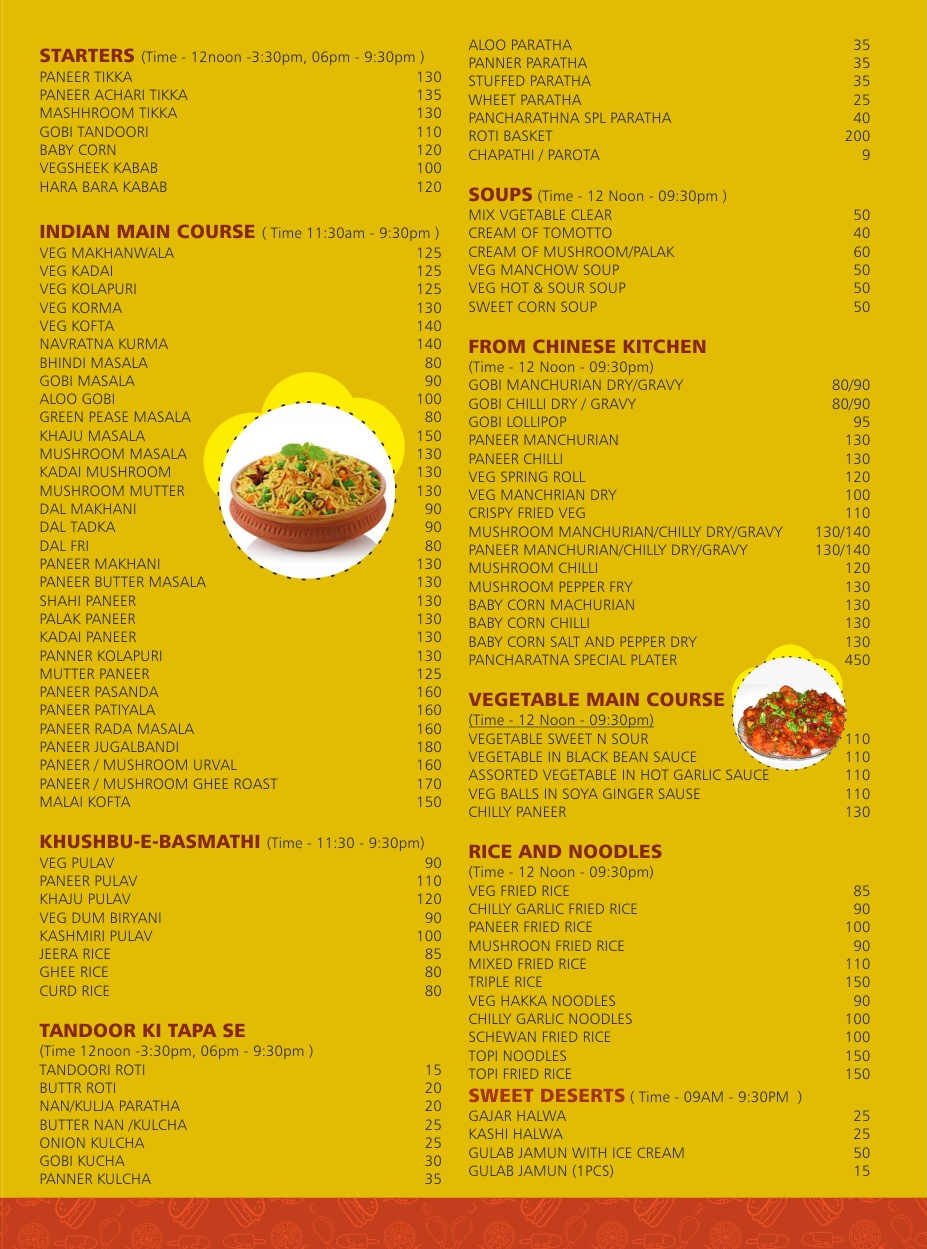 STARTERS (Time - 12noon -3:30pm, 06pm - 9:30pm )
PANEER TIKKA 130
PANEER ACHARI TIKKA 135
MASHHROOM TIKKA 130
GOBI TANDOORI 110
BABY CORN 120
VEGSHEEK KABAB 100
HARA BARA KABAB 120
INDIAN MAIN COURSE ( Time 11:30am - 9:30pm )
VEG MAKHANWALA 125
VEG KADAI 125
VEG KOLAPURI 125
VEG KORMA 130
VEG KOFTA 140
NAVRATNA KURMA 140
BHINDI MASALA 80
GOBI MASALA 90
ALOO GOBI 100
GREEN PEASE MASALA 80
KHAJU MASALA 150
MUSHROOM MASALA 130
KADAI MUSHROOM 130
MUSHROOM MUTTER 130
DAL MAKHANI 90
DAL TADKA 90
DAL FRI 80
PANEER MAKHANI 130
PANEER BUTTER MASALA 130
SHAHI PANEER 130
PALAK PANEER 130
KADAI PANEER 130
PANNER KOLAPURI 130
MUTTER PANEER 125
PANEER PASANDA 160
PANEER PATIYALA 160
PANEER RADA MASALA 160
PANEER JUGALBANDI 180
PANEER / MUSHROOM URVAL 160
PANEER / MUSHROOM GHEE ROAST 170
MALAI KOFTA 150
KHUSHBU-E-BASMATHI (Time - 11:30 - 9:30pm)
VEG PULAV 90
PANEER PULAV 110
KHAJU PULAV 120
VEG DUM BIRYANI 90
KASHMIRI PULAV 100
JEERA RICE 85
GHEE RICE 80
CURD RICE 80
TANDOOR KI TAPA SE
(Time 12noon -3:30pm, 06pm - 9:30pm )
TANDOORI ROTI 15
BUTTR ROTI 20
NAN/KULJA PARATHA 20
BUTTER NAN /KULCHA 25
ONION KULCHA 25
GOBI KUCHA 30
PANNER KULCHA 35
ALOO PARATHA 35
PANNER PARATHA 35
STUFFED PARATHA 35
WHEET PARATHA 25
PANCHARATHNA SPL PARATHA 40
ROTI BASKET 200
CHAPATHI / PAROTA 9
SOUPS (Time - 12 Noon - 09:30pm )
MIX VGETABLE CLEAR 50
CREAM OF TOMOTTO 40
CREAM OF MUSHROOM/PALAK 60
VEG MANCHOW SOUP 50
VEG HOT & SOUR SOUP 50
SWEET CORN SOUP 50
FROM CHINESE KITCHEN
(Time - 12 Noon - 09:30pm)
GOBI MANCHURIAN DRY/GRAVY 80/90
GOBI CHILLI DRY / GRAVY 80/90
GOBI LOLLIPOP 95
PANEER MANCHURIAN 130
PANEER CHILLI 130
VEG SPRING ROLL 120
VEG MANCHRIAN DRY 100
CRISPY FRIED VEG 110
MUSHROOM MANCHURIAN/CHILLY DRY/GRAVY 130/140
PANEER MANCHURIAN/CHILLY DRY/GRAVY 130/140
MUSHROOM CHILLI 120
MUSHROOM PEPPER FRY 130
BABY CORN MACHURIAN 130
BABY CORN CHILLI 130
BABY CORN SALT AND PEPPER DRY 130
PANCHARATNA SPECIAL PLATER 450
VEGETABLE MAIN COURSE
(Time - 12 Noon - 09:30pm)
VEGETABLE SWEET N SOUR 110
VEGETABLE IN BLACK BEAN SAUCE 110
ASSORTED VEGETABLE IN HOT GARLIC SAUCE 110
VEG BALLS IN SOYA GINGER SAUSE 110
CHILLY PANEER 130
RICE AND NOODLES
(Time - 12 Noon - 09:30pm)
VEG FRIED RICE 85
CHILLY GARLIC FRIED RICE 90
PANEER FRIED RICE 100
MUSHROON FRIED RICE 90
MIXED FRIED RICE 110
TRIPLE RICE 150
VEG HAKKA NOODLES 90
CHILLY GARLIC NOODLES 100
SCHEWAN FRIED RICE 100
TOPI NOODLES 150
TOPI FRIED RICE 150
SWEET DESERTS ( Time - 09AM - 9:30PM )
GAJAR HALWA 25
KASHI HALWA 25
GULAB JAMUN WITH ICE CREAM 50
GULAB JAMUN (1PCS) 15